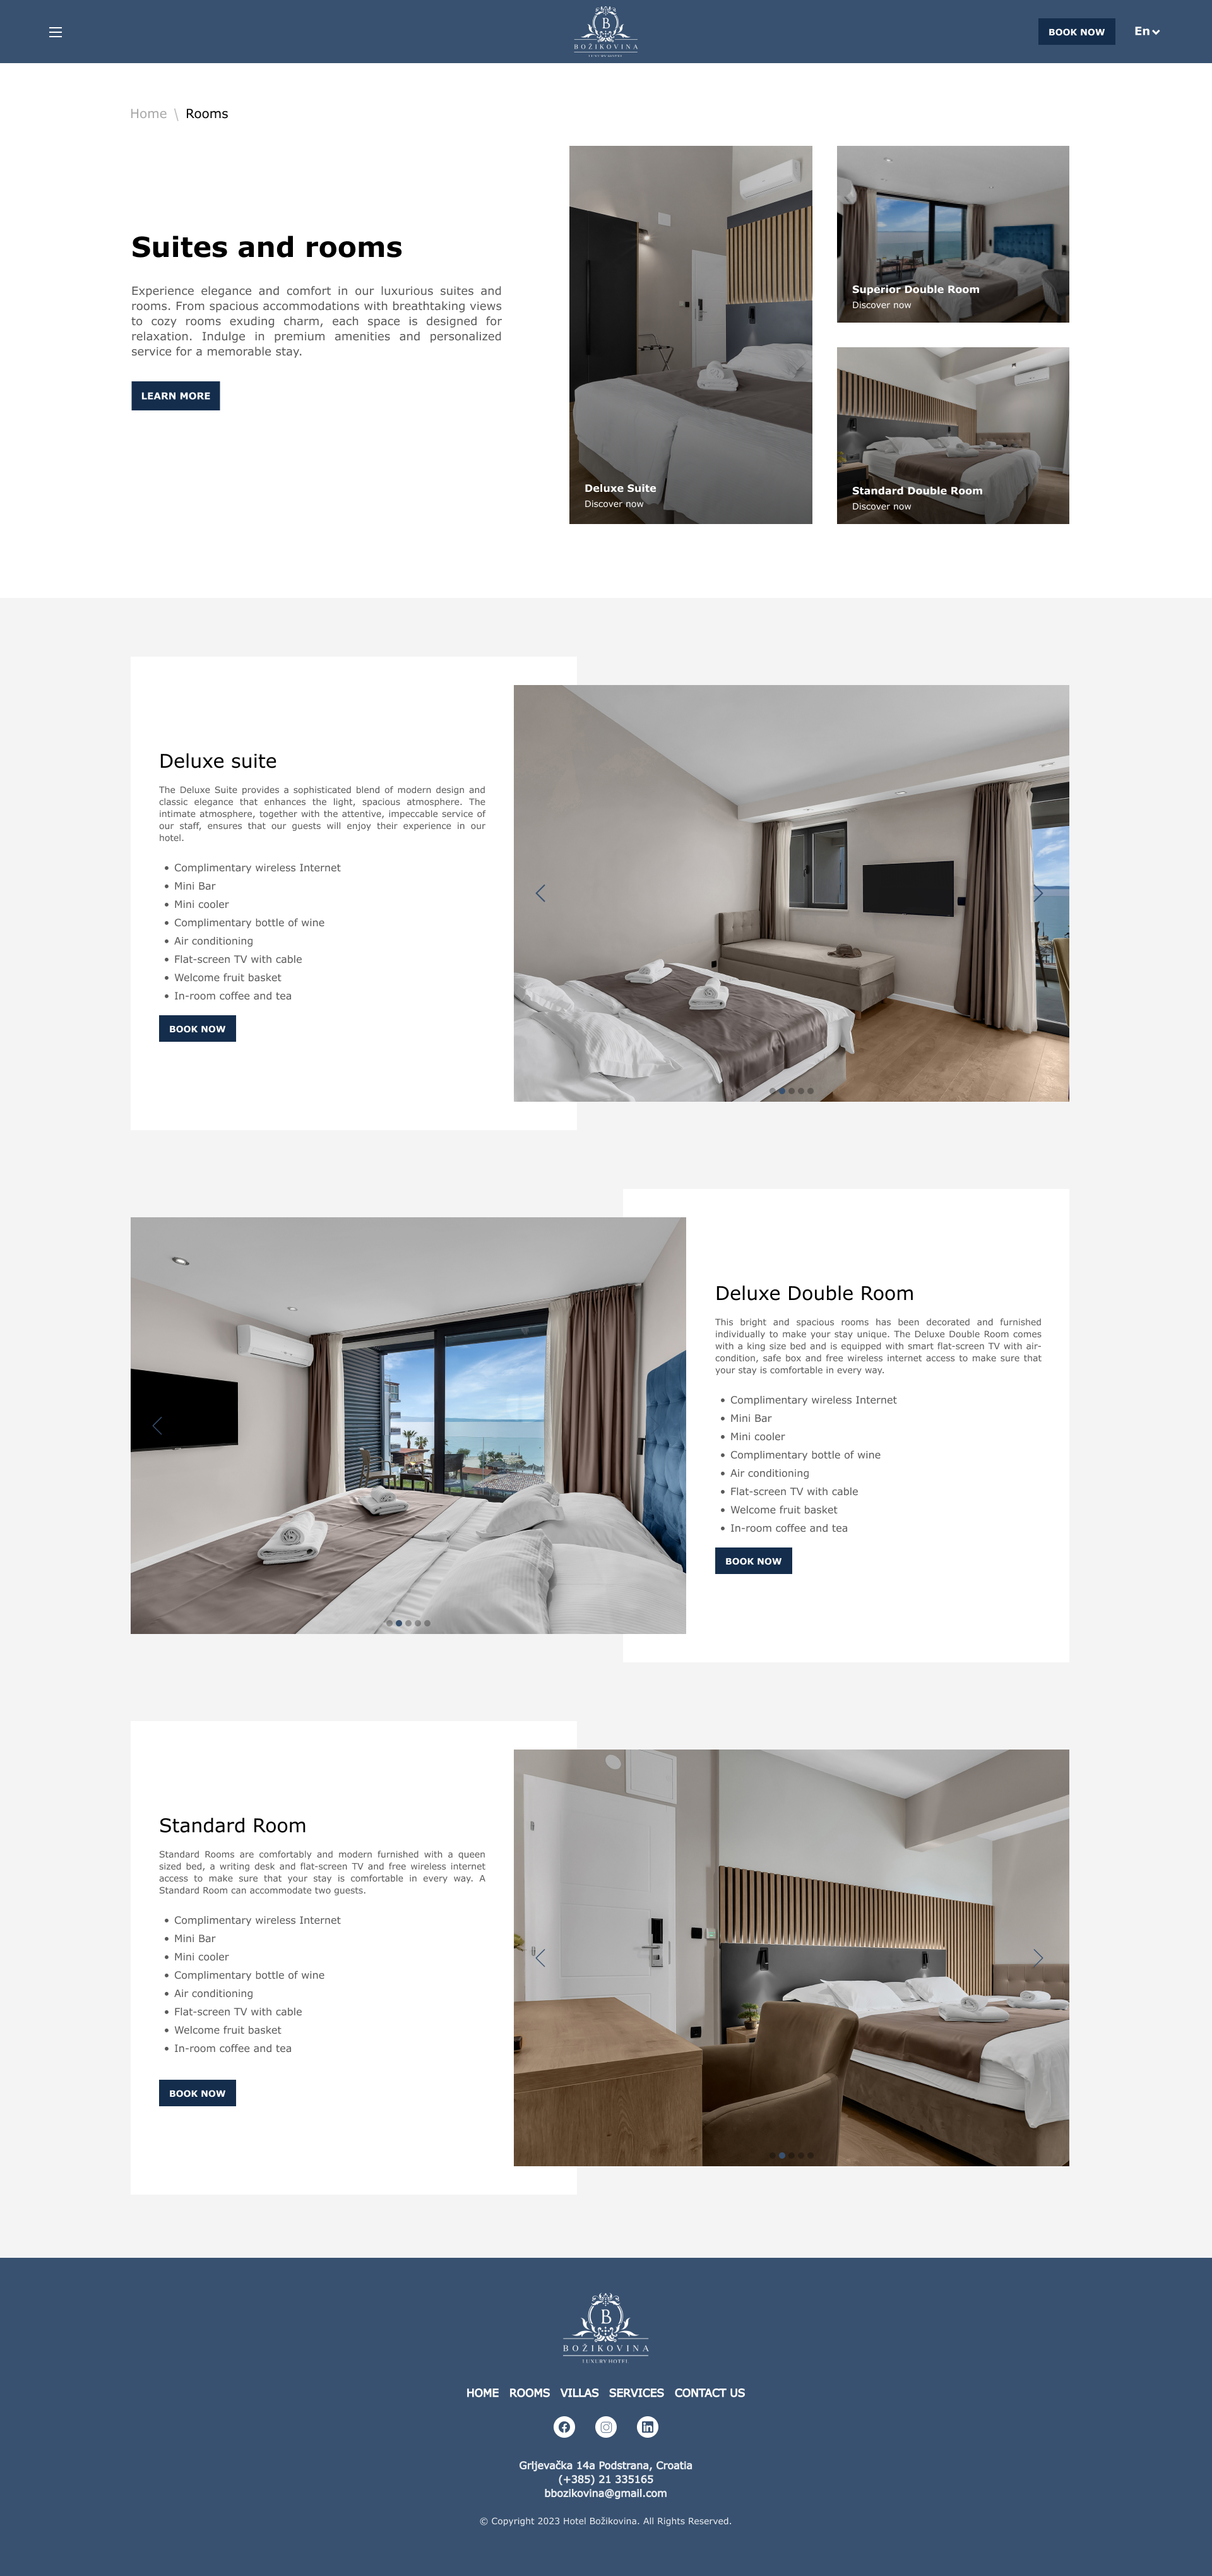 B
BOŽIKOVINA
LUXURY HOTEL
BOOK NOW
En
Home \ Rooms
Suites and rooms
Experience elegance and comfort in our luxurious suites and
rooms. From spacious accommodations with breathtaking views
to cozy rooms exuding charm, each space is designed for
relaxation. Indulge in premium amenities and personalized
service for a memorable stay.
LEARN MORE
Deluxe Suite
Discover now
Superior Double Room
Discover now
Standard Double Room
Discover now
Deluxe suite
The Deluxe Suite provides a sophisticated blend of modern design and
classic elegance that enhances the light, spacious atmosphere. The
intimate atmosphere, together with the attentive, impeccable service of
our staff, ensures that our guests will enjoy their experience in our
hotel.
• Complimentary wireless Internet
• Mini Bar
• Mini cooler
• Complimentary bottle of wine
• Air conditioning
• Flat-screen TV with cable
• Welcome fruit basket
• In-room coffee and tea
BOOK NOW
Deluxe Double Room
This bright and spacious rooms has been decorated and furnished
individually to make your stay unique. The Deluxe Double Room comes
with a king size bed and is equipped with smart flat-screen TV with air-
condition, safe box and free wireless internet access to make sure that
your stay is comfortable in every way.
• Complimentary wireless Internet
• Mini Bar
• Mini cooler
• Complimentary bottle of wine
• Air conditioning
• Flat-screen TV with cable
• Welcome fruit basket
• In-room coffee and tea
BOOK NOW
Standard Room
Standard Rooms are comfortably and modern furnished with a queen
sized bed, a writing desk and flat-screen TV and free wireless internet
access to make sure that your stay is comfortable in every way. A
Standard Room can accommodate two guests.
• Complimentary wireless Internet
• Mini Bar
• Mini cooler
• Complimentary bottle of wine
• Air conditioning
• Flat-screen TV with cable
• Welcome fruit basket
• In-room coffee and tea
BOOK NOW
B
BOŽIKOVINA
LUXURY HOTEL
HOME ROOMS VILLAS SERVICES CONTACT US
Grljevačka 14a Podstrana, Croatia
(+385) 21 335165
bbozikovina@gmail.com
© Copyright 2023 Hotel Božikovina. All Rights Reserved.